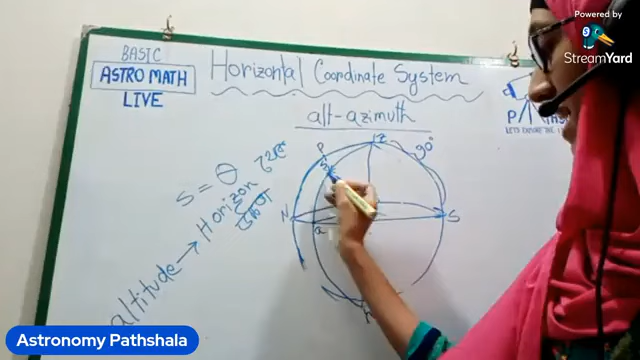 Powered by
StreamYard
BASIC
ASTRO MATH
LIVE
Horizontal Coordinate System
alt-azimuth
P
Z
90°
S
N
S
a
S = θ
altitude → Horizon
Astronomy Pathshala